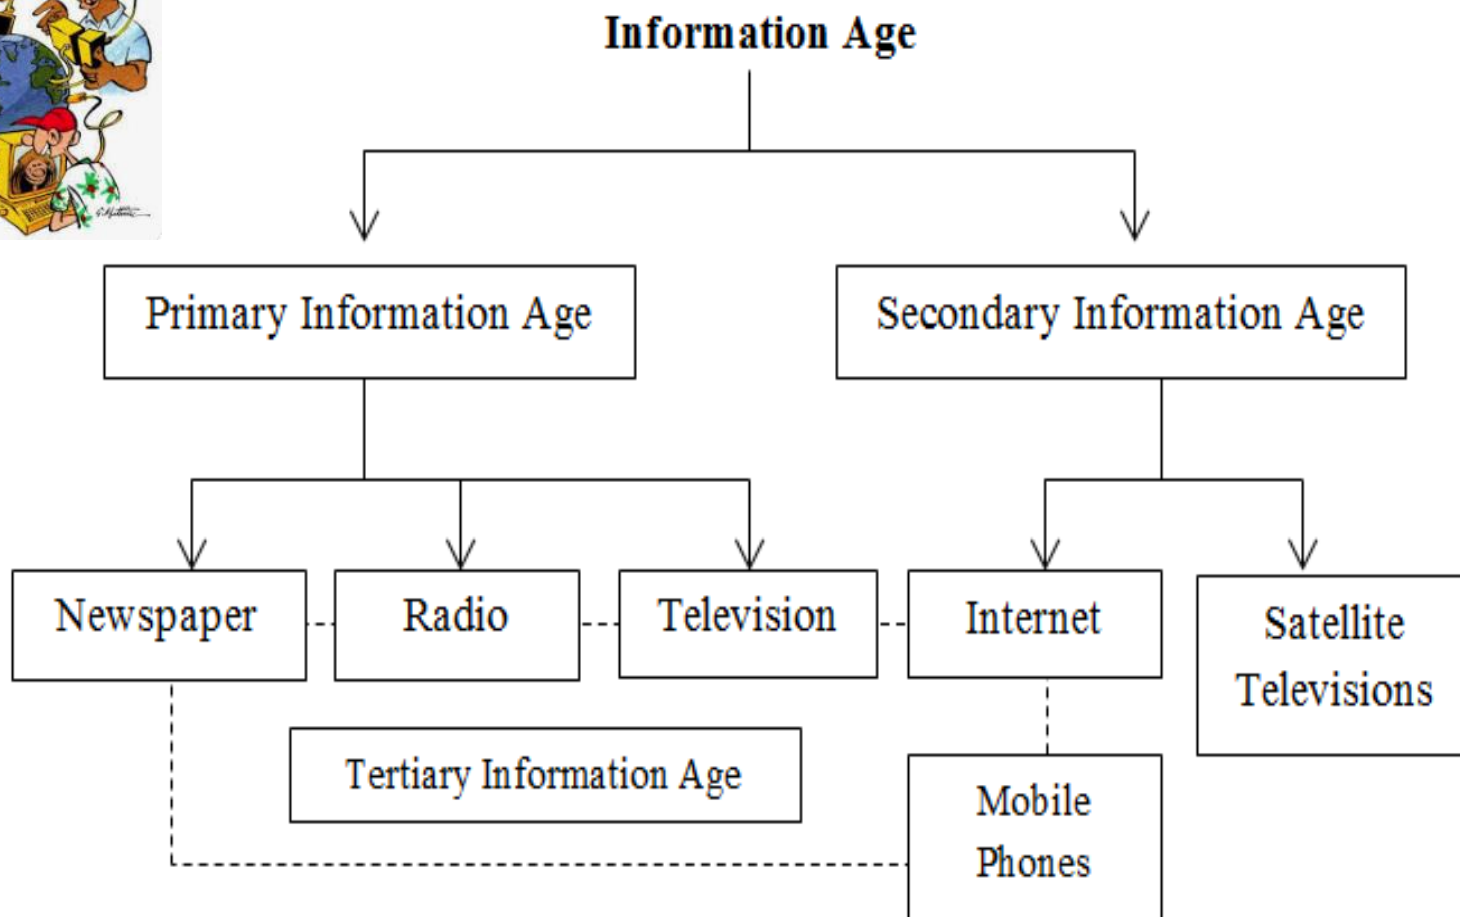 Information Age
Primary Information Age
Secondary Information Age
Newspaper
Radio
Television
Internet
Satellite
Televisions
Tertiary Information Age
Mobile
Phones